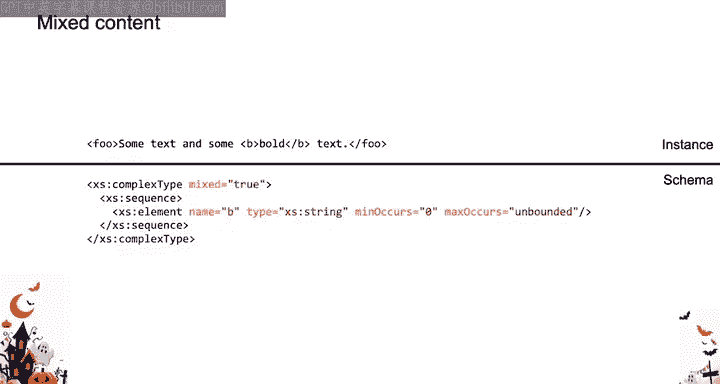 Mixed content
<foo>Some text and some <b>bold</b> text.</foo>
Instance
Schema
<xs:complexType mixed="true">
<xs:sequence>
<xs:element name="b" type="xs:string" minOccurs="0" maxOccurs="unbounded"/>
</xs:sequence>
</xs:complexType>